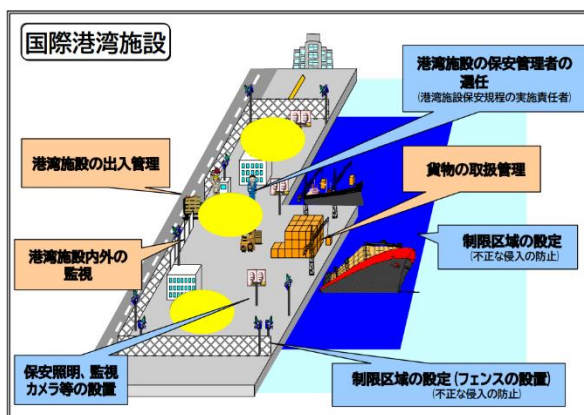 国際港湾施設
港湾施設の保安管理者の
選任
(港湾施設保安規程の実施責任者)
港湾施設の出入管理
貨物の取扱管理
港湾施設内外の
監視
制限区域の設定
(不正な侵入の防止)
保安照明、監視
カメラ等の設置
制限区域の設定(フェンスの設置)
(不正な侵入の防止)